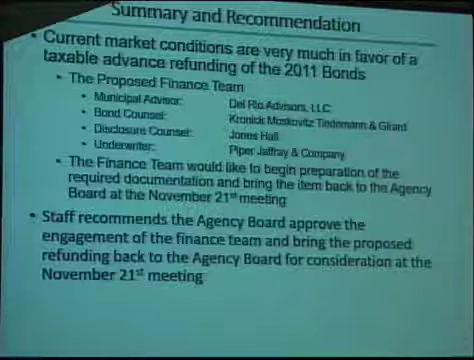 Summary and Recommendation
• Current market conditions are very much in favor of a
taxable advance refunding of the 2011 Bonds
• The Proposed Finance Team
• Municipal Advisor: Del Rio Advisors, LLC
• Bond Counsel: Kronick Moskovitz Tiedemann & Girard
• Disclosure Counsel: Jones Hall
• Underwriter: Piper Jaffray & Company
• The Finance Team would like to begin preparation of the
required documentation and bring the item back to the Agency
Board at the November 21st meeting
• Staff recommends the Agency Board approve the
engagement of the finance team and bring the proposed
refunding back to the Agency Board for consideration at the
November 21st meeting